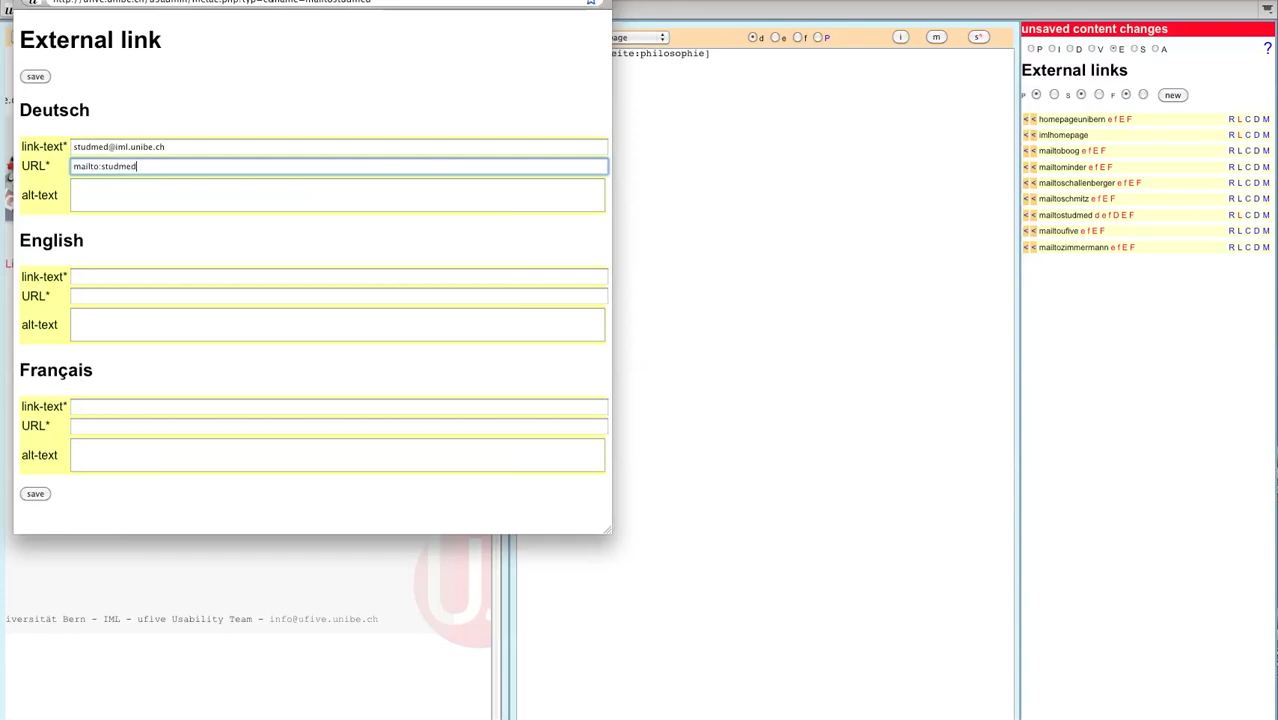 External link
save
Deutsch
link-text* studmed@iml.unibe.ch
URL* mailto:studmed
alt-text
English
link-text*
URL*
alt-text
Français
link-text*
URL*
alt-text
save
iversität Bern - IML - ufive Usability Team - info@ufive.unibe.ch
d e f P i m s*
eite:philosophie]
unsaved content changes
P I D V E S A ?
External links
P S F new
< < homepageunibern e f E F R L C D M
< < imlhomepage R L C D M
< < mailtoboog e f E F R L C D M
< < mailtominder e f E F R L C D M
< < mailtoschallenberger e f E F R L C D M
< < mailtoschmitz e f E F R L C D M
< < mailtostudmed d e f D E F R L C D M
< < mailtoufive e f E F R L C D M
< < mailtozimmermann e f E F R L C D M